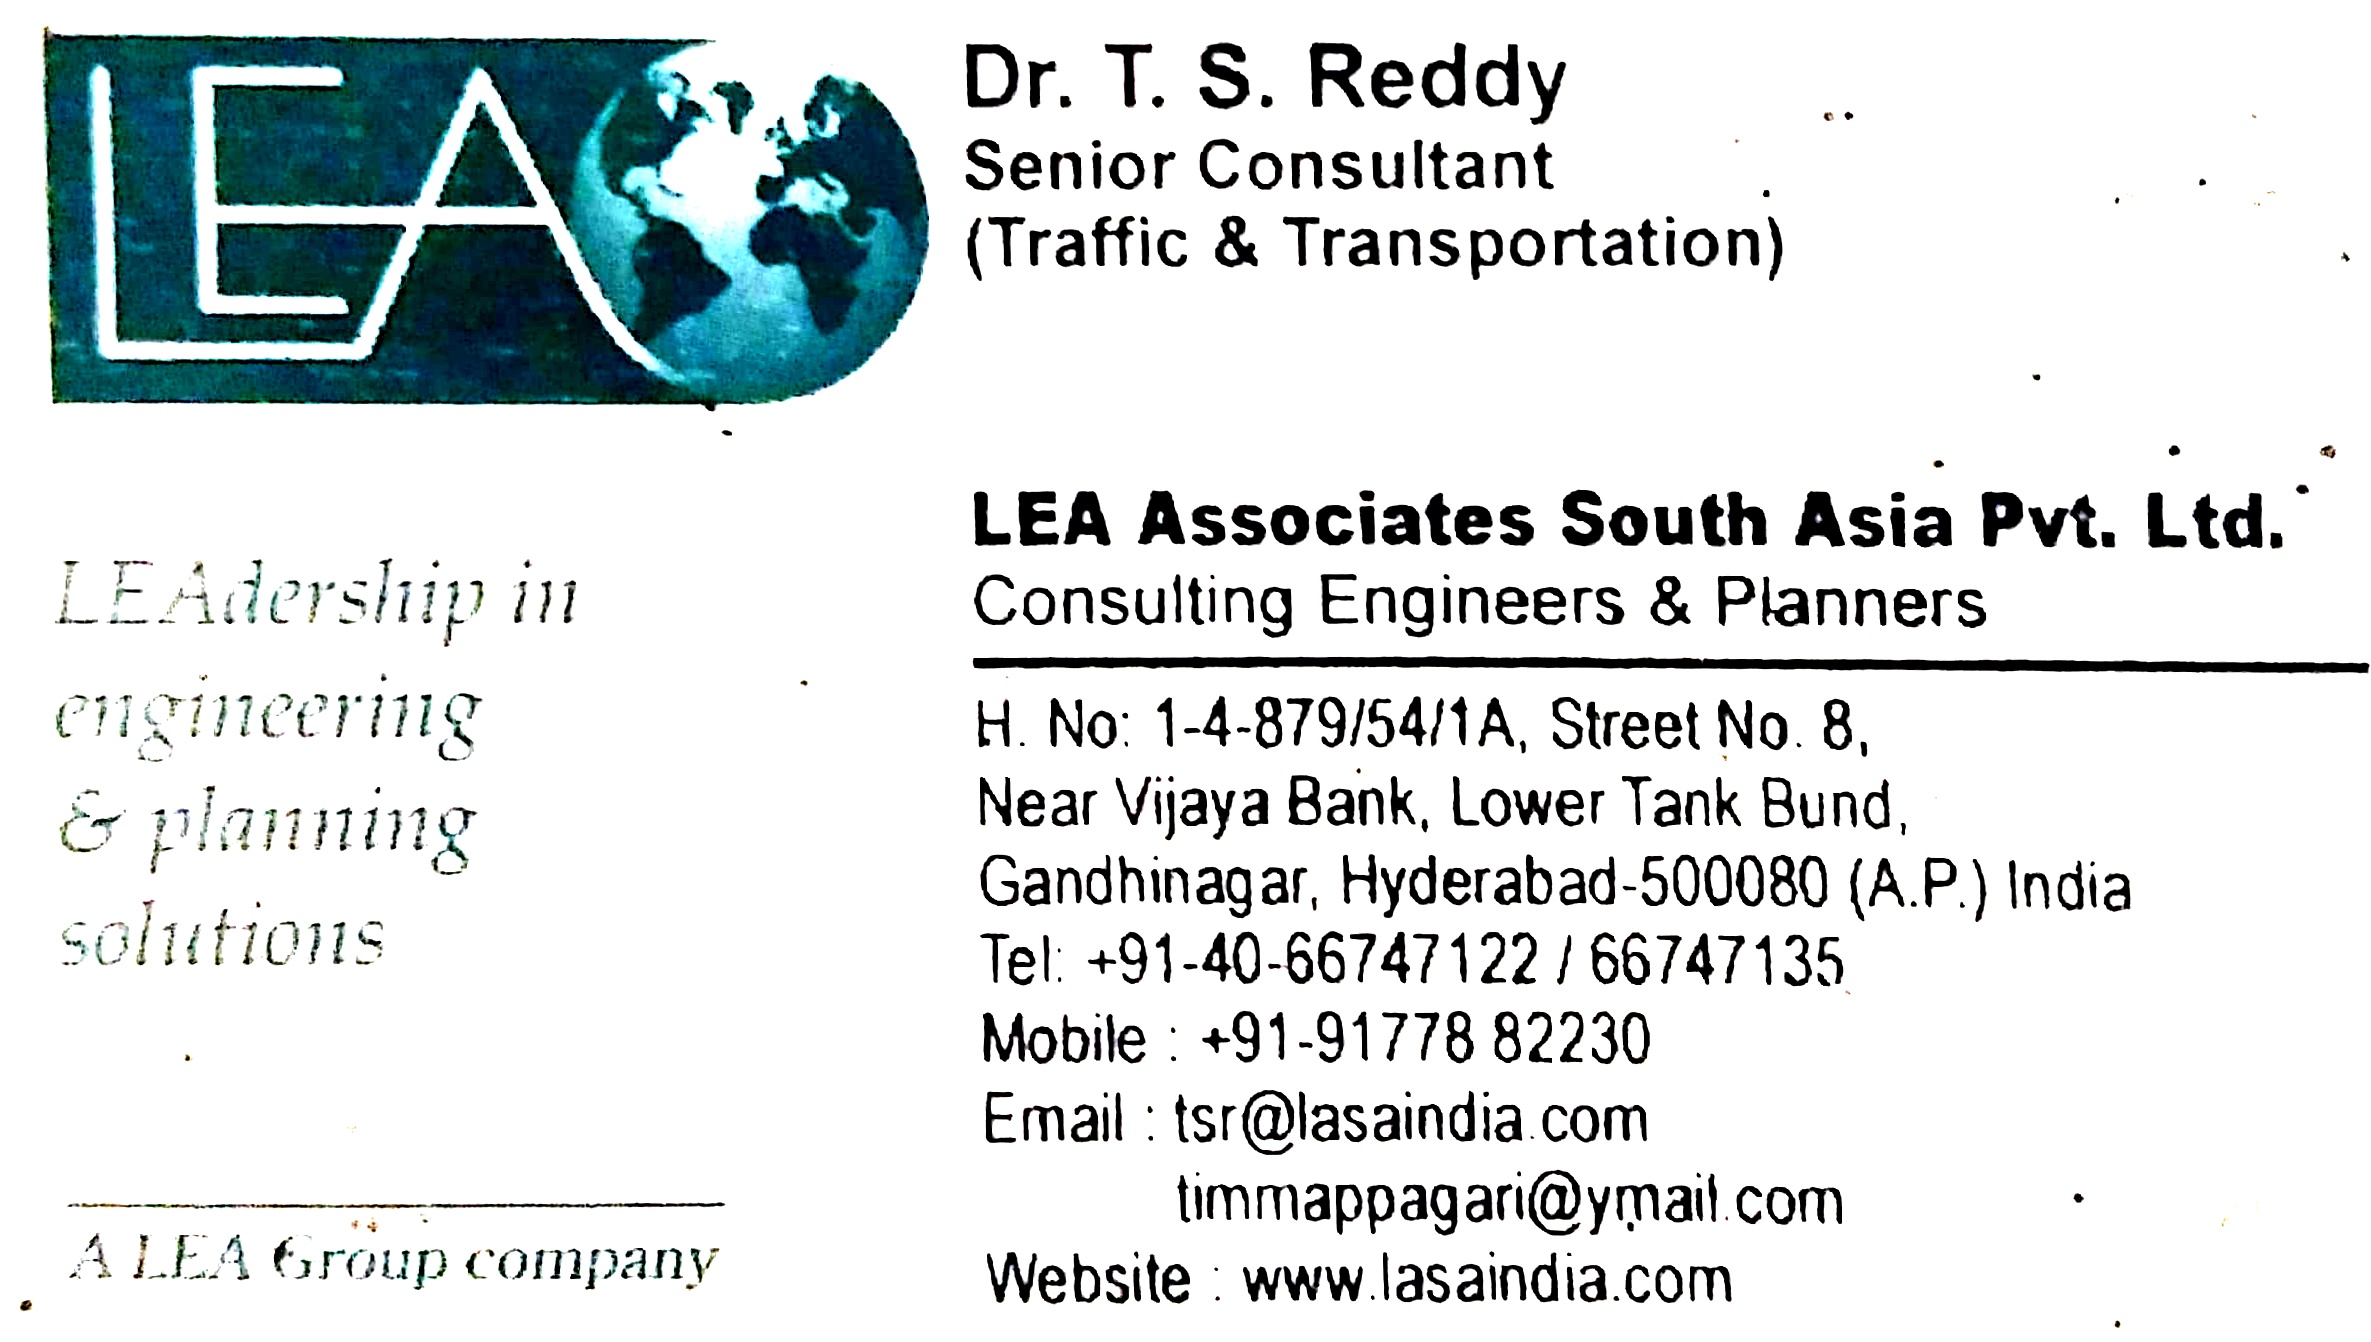 LEA
Dr. T. S. Reddy
Senior Consultant
(Traffic & Transportation)
LEAdership in
engineering
& planning
solutions
A LEA Group company
LEA Associates South Asia Pvt. Ltd.
Consulting Engineers & Planners
H. No: 1-4-879/54/1A, Street No. 8,
Near Vijaya Bank, Lower Tank Bund,
Gandhinagar, Hyderabad-500080 (A.P.) India
Tel: +91-40-66747122 / 66747135
Mobile : +91-91778 82230
Email : tsr@lasaindia.com
timmappagari@ymail.com
Website : www.lasaindia.com